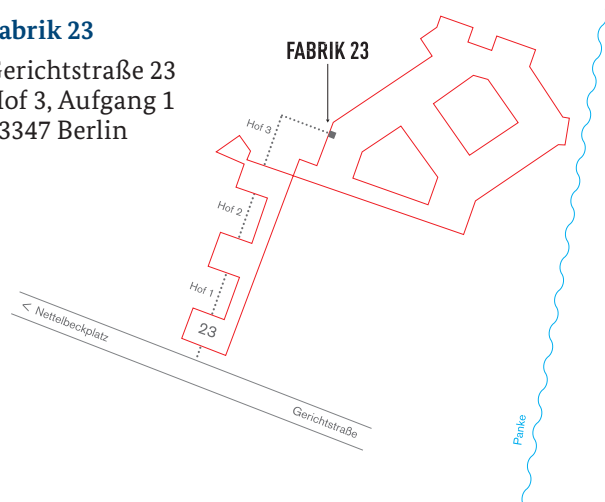 abrik 23
Gerichtstraße 23
Hof 3, Aufgang 1
3347 Berlin
FABRIK 23
Hof 3
Hof 2
Hof 1
23
< Nettelbeckplatz
Gerichtstraße
Panke